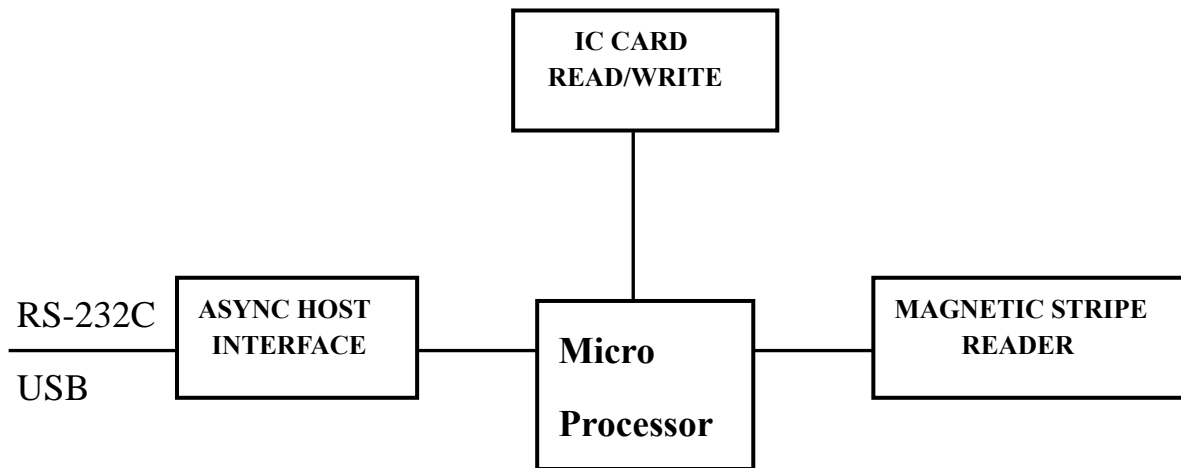 IC CARD
READ/WRITE
RS-232C
USB
ASYNC HOST
INTERFACE
Micro
Processor
MAGNETIC STRIPE
READER